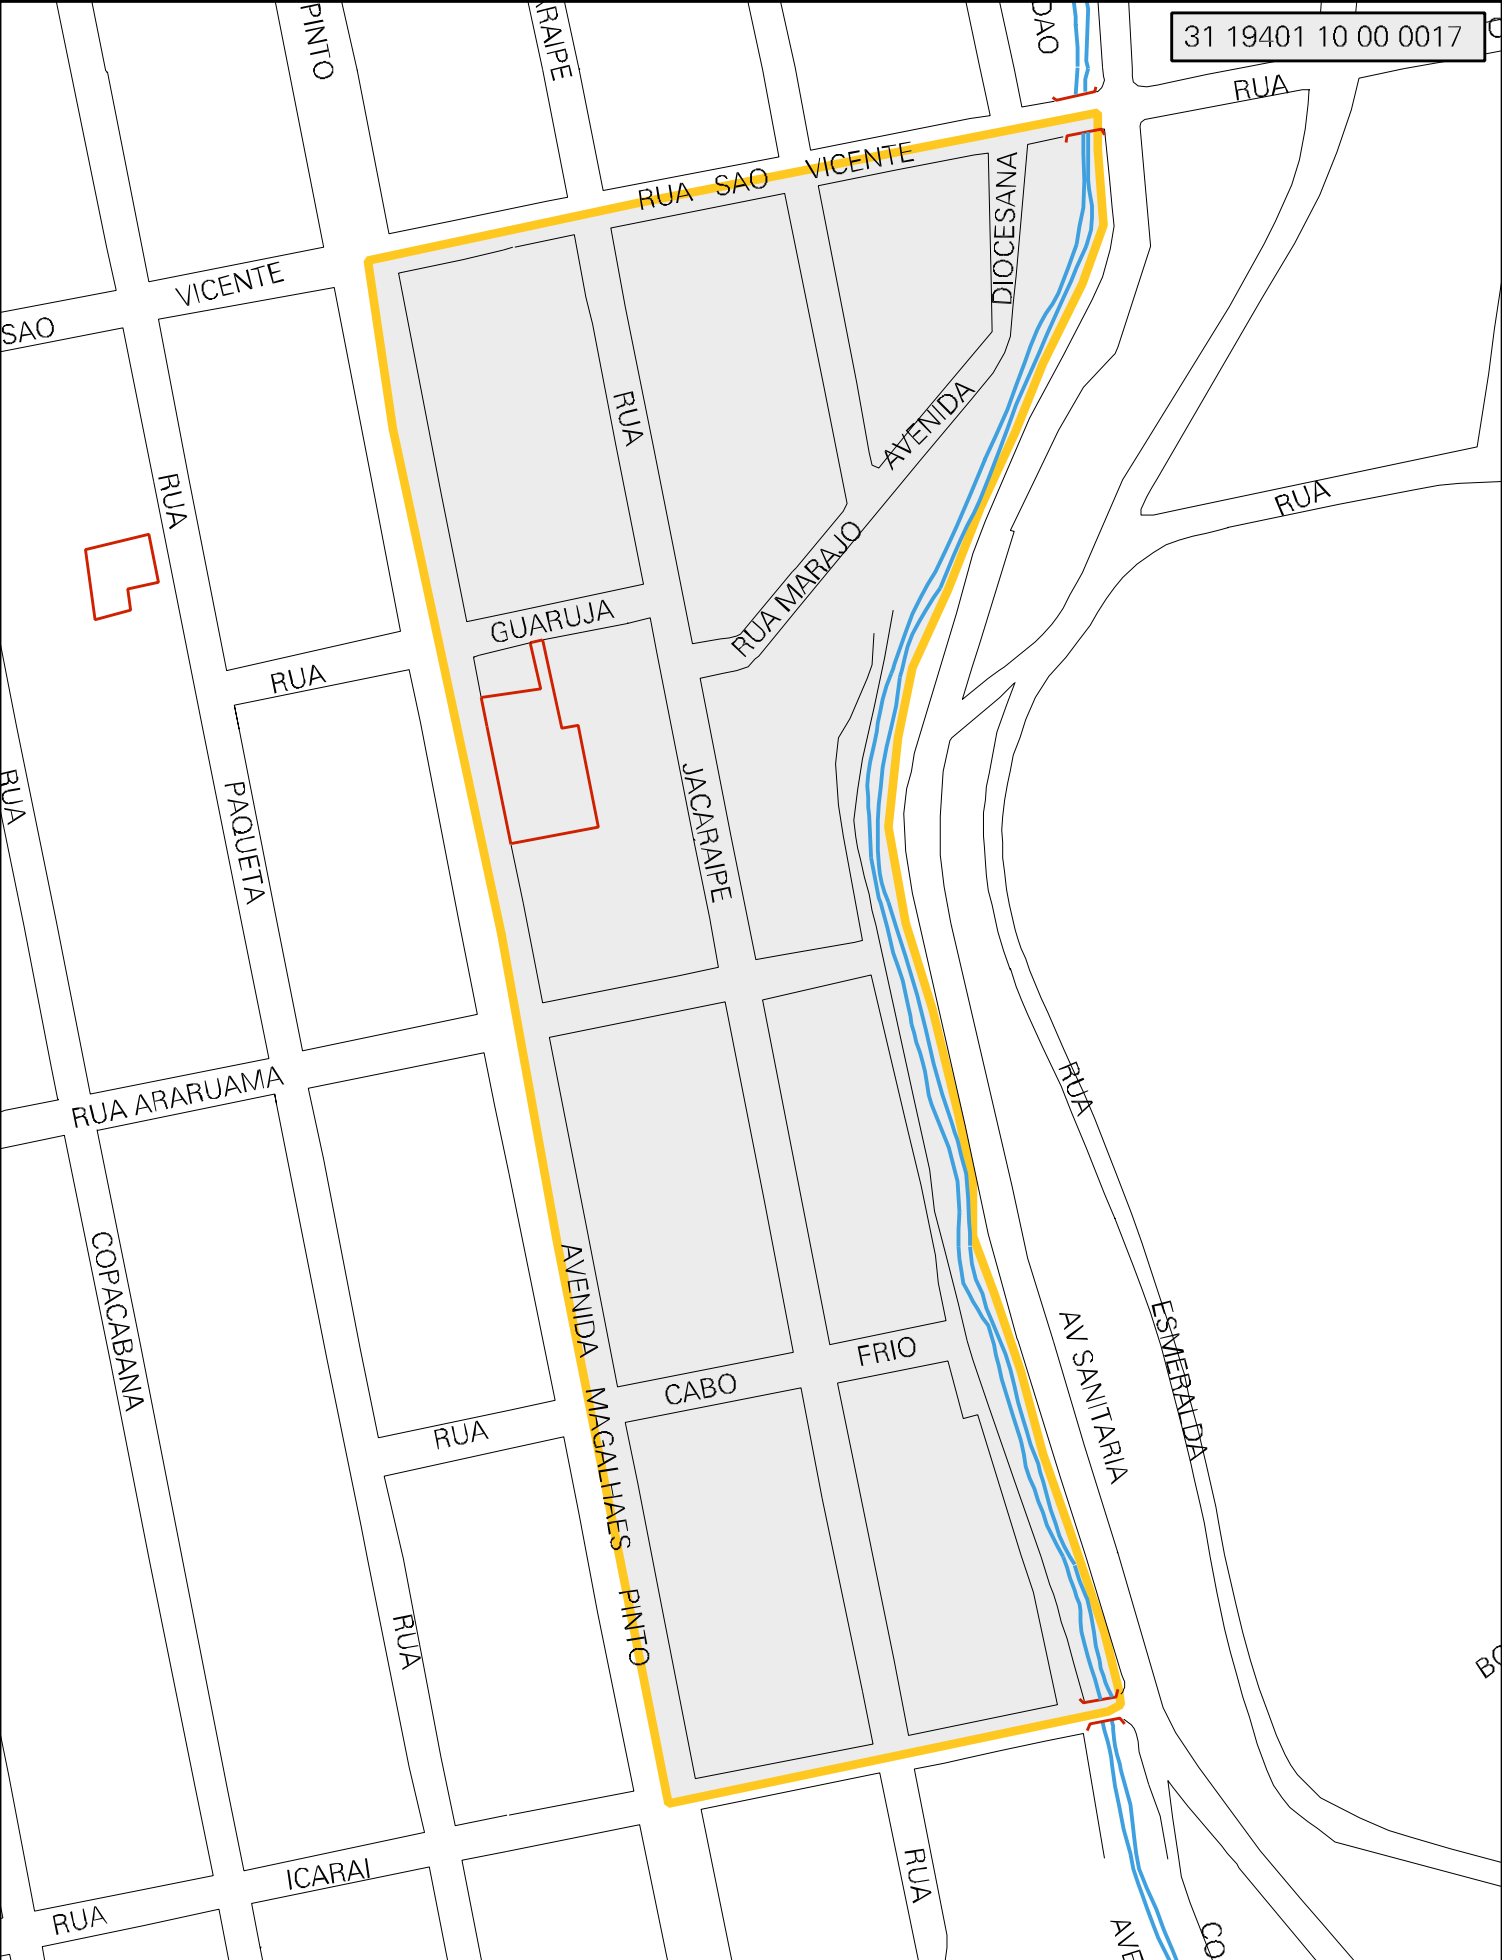 31 19401 10 00 0017
PINTO
RAIPE
DAO
RUA
RUA SAO VICENTE
DIOCESANA
VICENTE
SAO
RUA
AVENIDA
RUA
RUA
RUA MARAJO
GUARUJA
RUA
RUA
PAQUETA
JACARAIPE
RUA ARARUAMA
RUA
COPACABANA
AVENIDA MAGALHAES PINTO
CABO
FRIO
AV SANITARIA
ESMERALDA
RUA
RUA
ICARAI
RUA
RUA
AVE
CO
BO